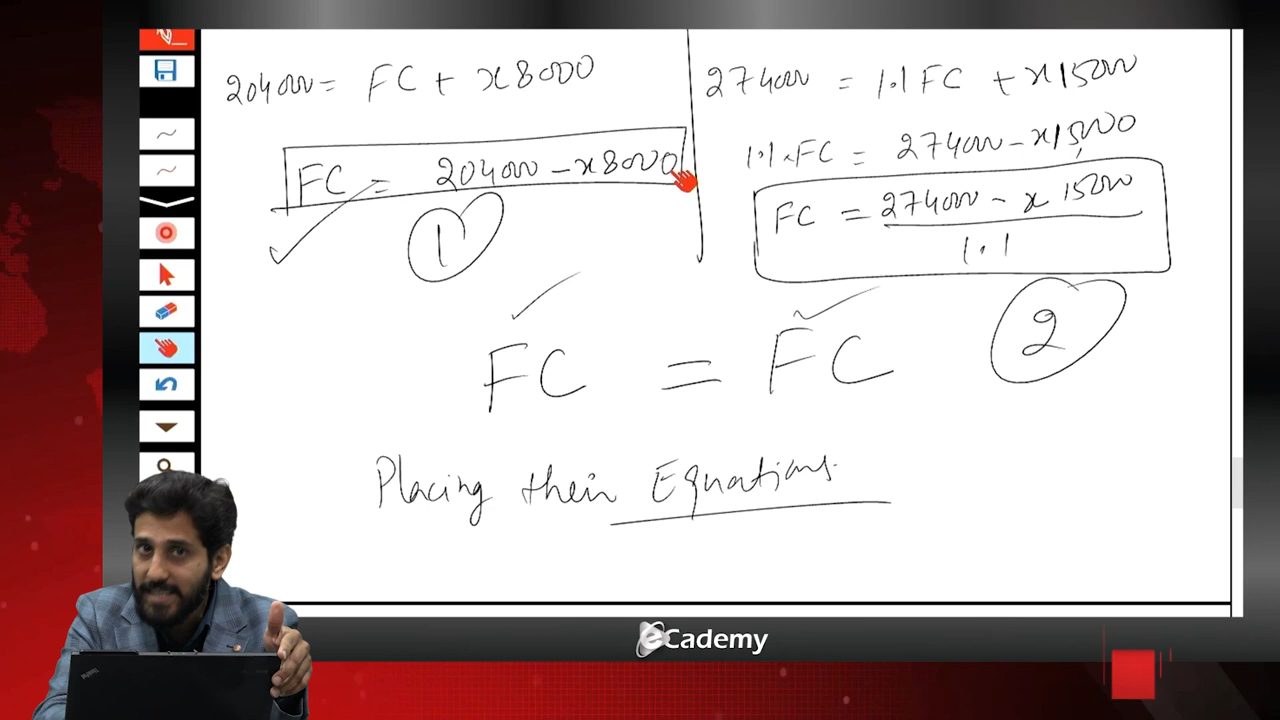 204000 = FC + x8000
FC = 204000 - x8000
1
274000 = 1.1 FC + x15000
1.1 x FC = 274000 - x15000
FC = 274000 - x 15000
1.1
2
FC = FC
Placing their Equations.
eCademy